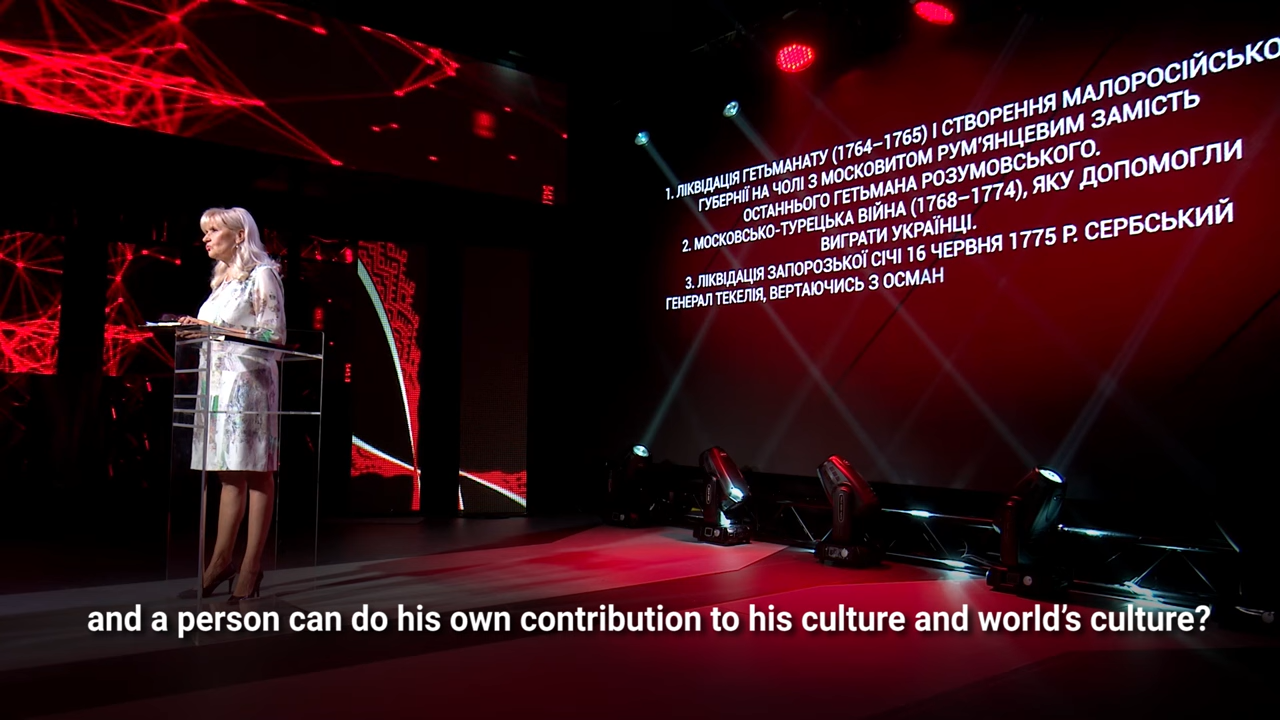 1. ЛІКВІДАЦІЯ ГЕТЬМАНАТУ (1764–1765) І СТВОРЕННЯ МАЛОРОСІЙСЬКО
ГУБЕРНІЇ НА ЧОЛІ З МОСКОВИТОМ РУМ'ЯНЦЕВИМ ЗАМІСТЬ
ОСТАННЬОГО ГЕТЬМАНА РОЗУМОВСЬКОГО.
2. МОСКОВСЬКО-ТУРЕЦЬКА ВІЙНА (1768–1774), ЯКУ ДОПОМОГЛИ
ВИГРАТИ УКРАЇНЦІ.
3. ЛІКВІДАЦІЯ ЗАПОРОЗЬКОЇ СІЧІ 16 ЧЕРВНЯ 1775 Р. СЕРБСЬКИЙ
ГЕНЕРАЛ ТЕКЕЛІЯ, ВЕРТАЮЧИСЬ З ОСМАН
and a person can do his own contribution to his culture and world’s culture?